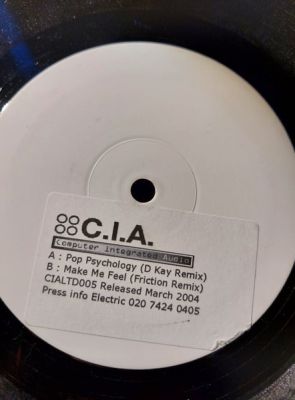 C.I.A.
Computer Integrated Audio
A : Pop Psychology (D Kay Remix)
B : Make Me Feel (Friction Remix)
CIALTD005 Released March 2004
Press info Electric 020 7424 0405